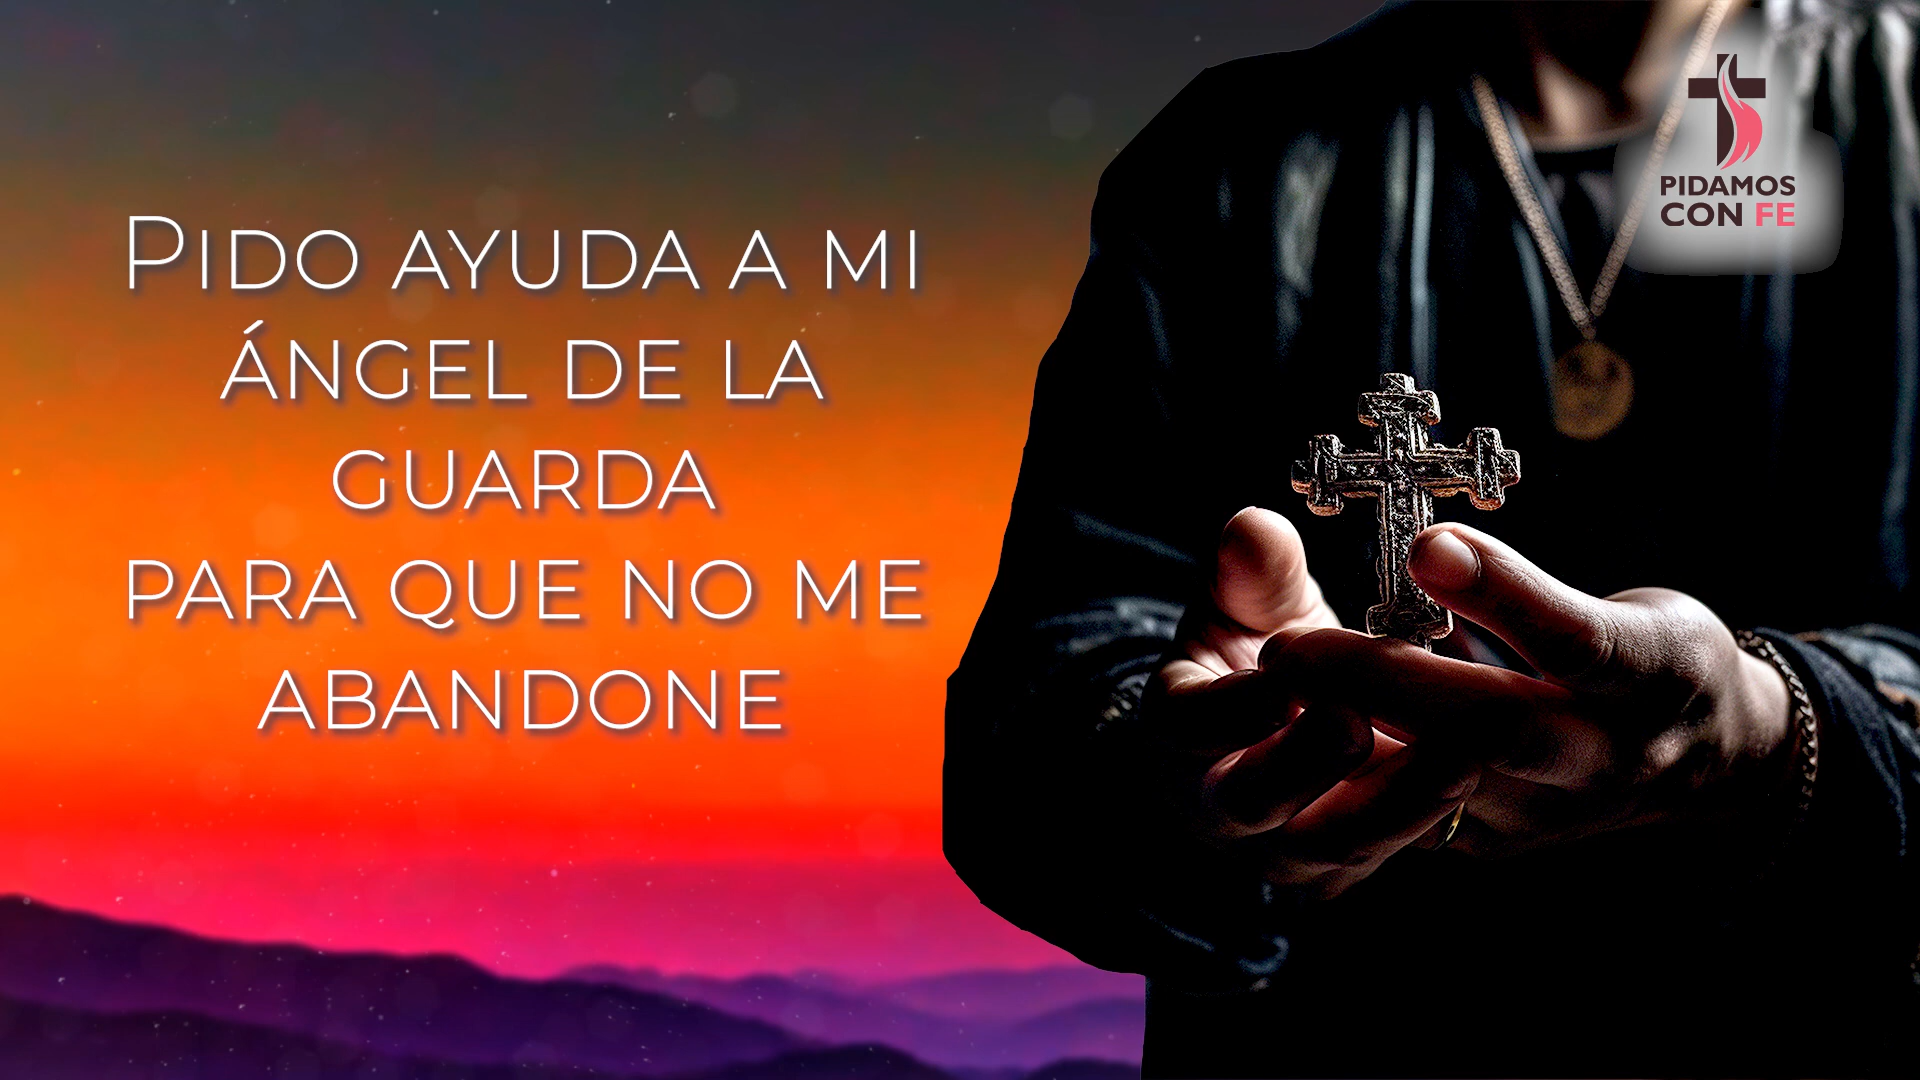 PIDO AYUDA A MI
ÁNGEL DE LA
GUARDA
PARA QUE NO ME
ABANDONE
PIDAMOS
CON FE